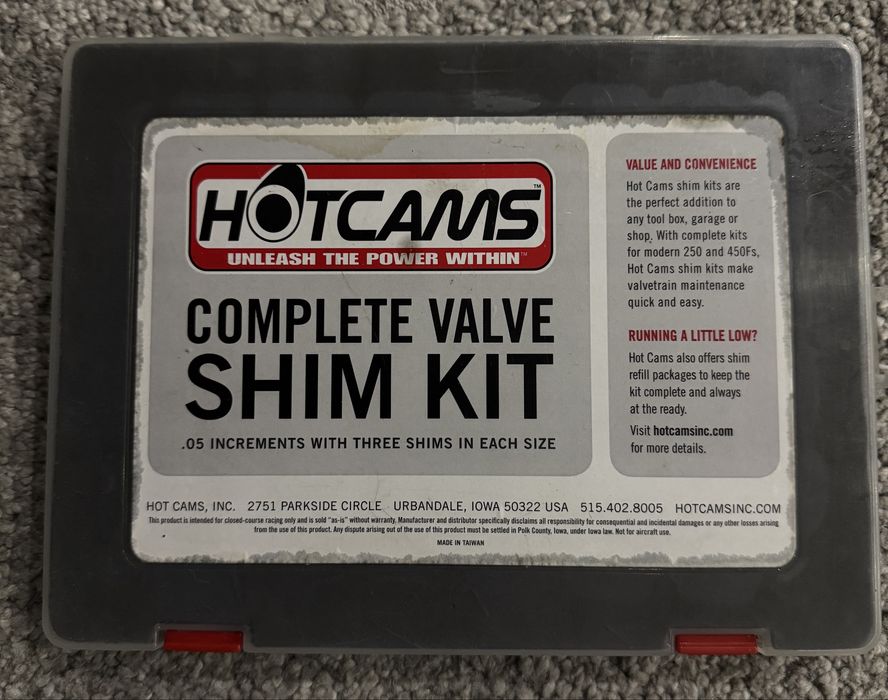 HOTCAMS™
UNLEASH THE POWER WITHIN™
COMPLETE VALVE
SHIM KIT
.05 INCREMENTS WITH THREE SHIMS IN EACH SIZE
VALUE AND CONVENIENCE
Hot Cams shim kits are
the perfect addition to
any tool box, garage or
shop. With complete kits
for modern 250 and 450Fs,
Hot Cams shim kits make
valvetrain maintenance
quick and easy.
RUNNING A LITTLE LOW?
Hot Cams also offers shim
refill packages to keep the
kit complete and always
at the ready.
Visit hotcamsinc.com
for more details.
HOT CAMS, INC. 2751 PARKSIDE CIRCLE URBANDALE, IOWA 50322 USA 515.402.8005 HOTCAMSINC.COM
This product is intended for closed-course racing only and is sold "as-is" without warranty. Manufacturer and distributor specifically disclaims all responsibility for consequential and incidental damages or any other losses arising
from the use of this product. Any dispute arising out of the use of this product must be settled in Polk County, Iowa, under Iowa law. Not for aircraft use.
MADE IN TAIWAN